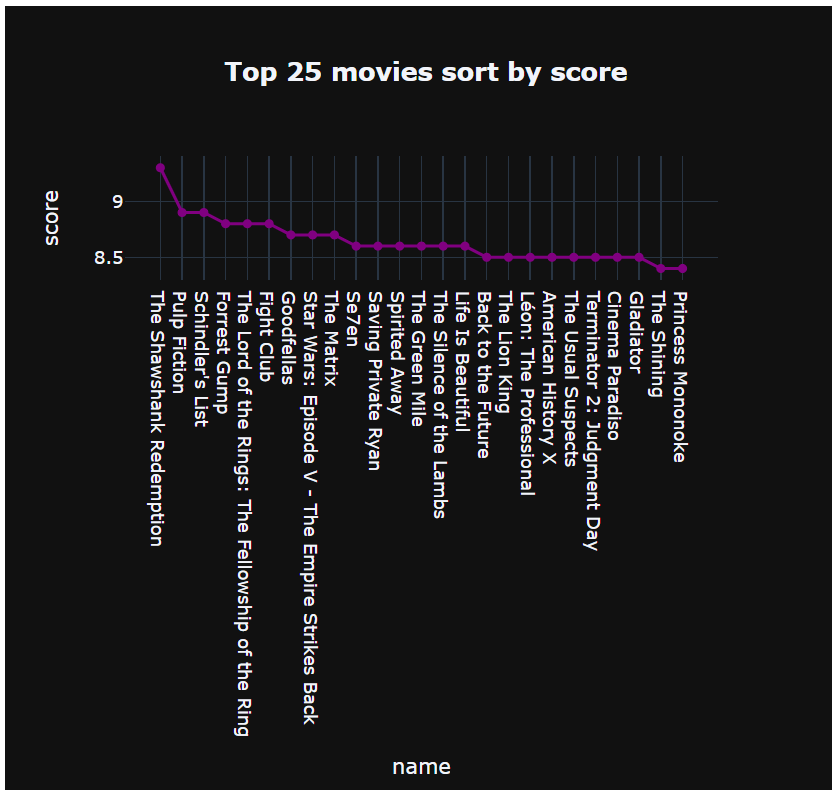 Top 25 movies sort by score
score
9
8.5
The Shawshank Redemption
Pulp Fiction
Schindler's List
Forrest Gump
The Lord of the Rings: The Fellowship of the Ring
Fight Club
Goodfellas
Star Wars: Episode V - The Empire Strikes Back
The Matrix
Se7en
Saving Private Ryan
Spirited Away
The Green Mile
The Silence of the Lambs
Life Is Beautiful
Back to the Future
The Lion King
Léon: The Professional
American History X
The Usual Suspects
Terminator 2: Judgment Day
Cinema Paradiso
Gladiator
The Shining
Princess Mononoke
name